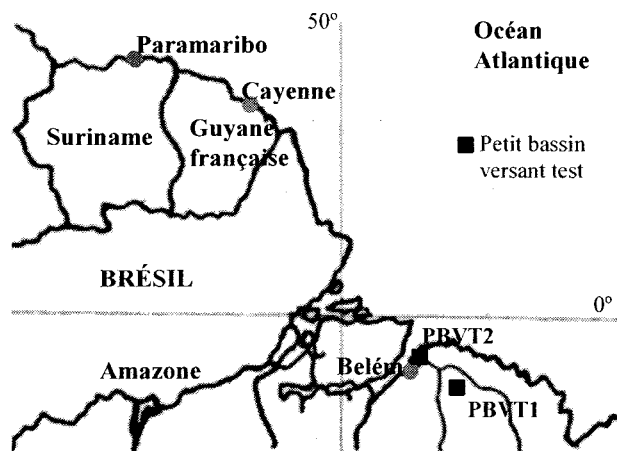 50°
Océan
Atlantique
Paramaribo
Cayenne
Suriname
Guyane
française
Petit bassin
versant test
BRÉSIL
0°
PBVT2
Belém
Amazone
PBVT1